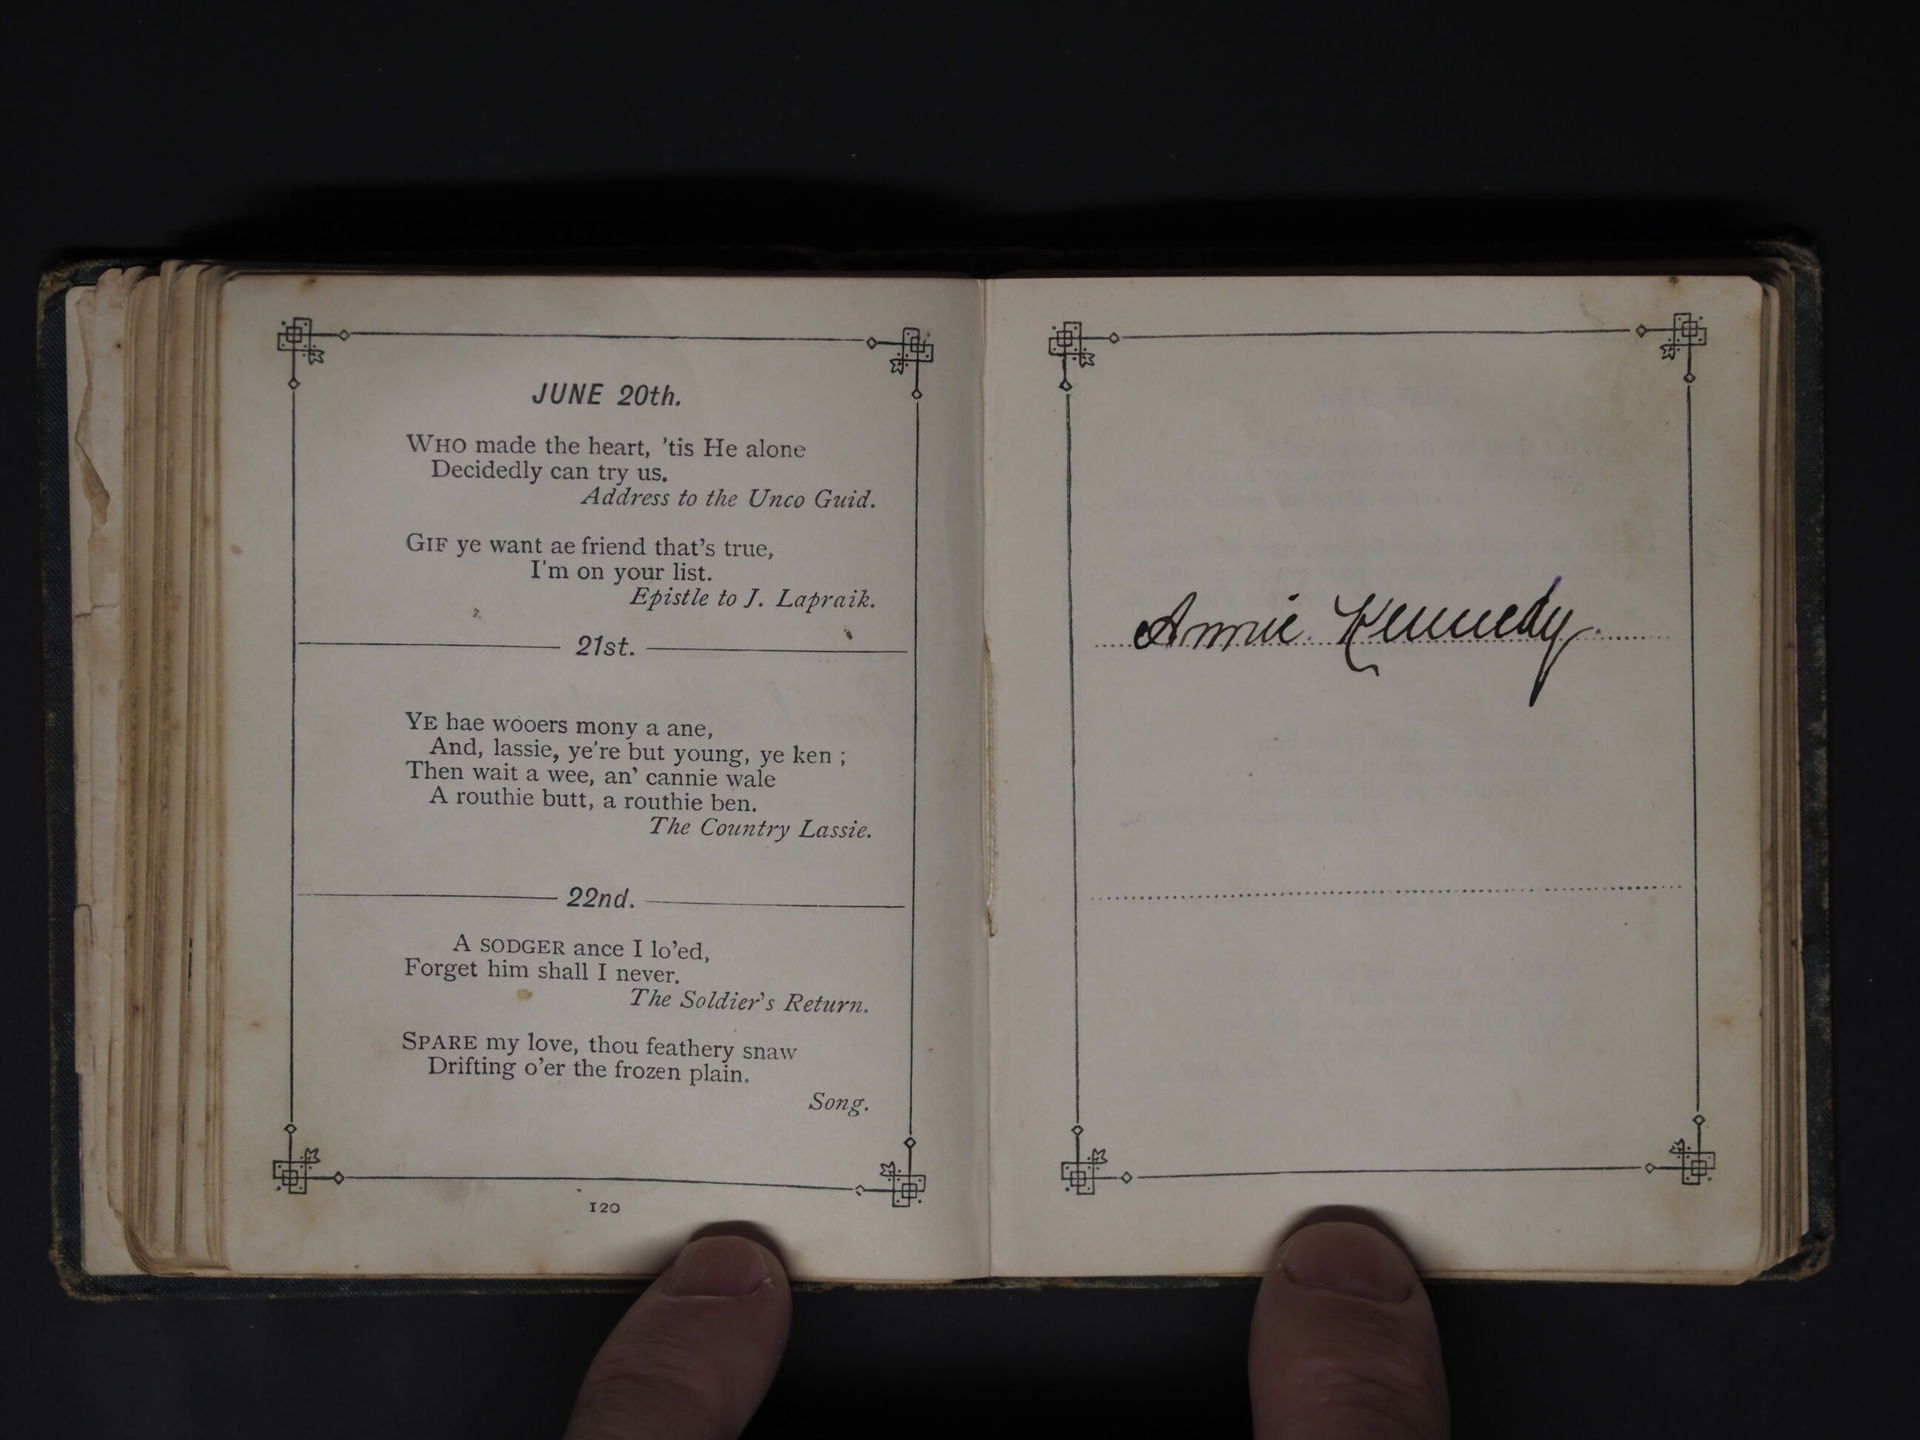 JUNE 20th.
WHO made the heart, 'tis He alone
Decidedly can try us.
Address to the Unco Guid.
GIF ye want ae friend that's true,
I'm on your list.
Epistle to J. Lapraik.
21st.
YE hae wooers mony a ane,
And, lassie, ye're but young, ye ken ;
Then wait a wee, an' cannie wale
A routhie butt, a routhie ben.
The Country Lassie.
22nd.
A SODGER ance I lo'ed,
Forget him shall I never.
The Soldier's Return.
SPARE my love, thou feathery snaw
Drifting o'er the frozen plain.
Song.
120
Annie Kennedy.